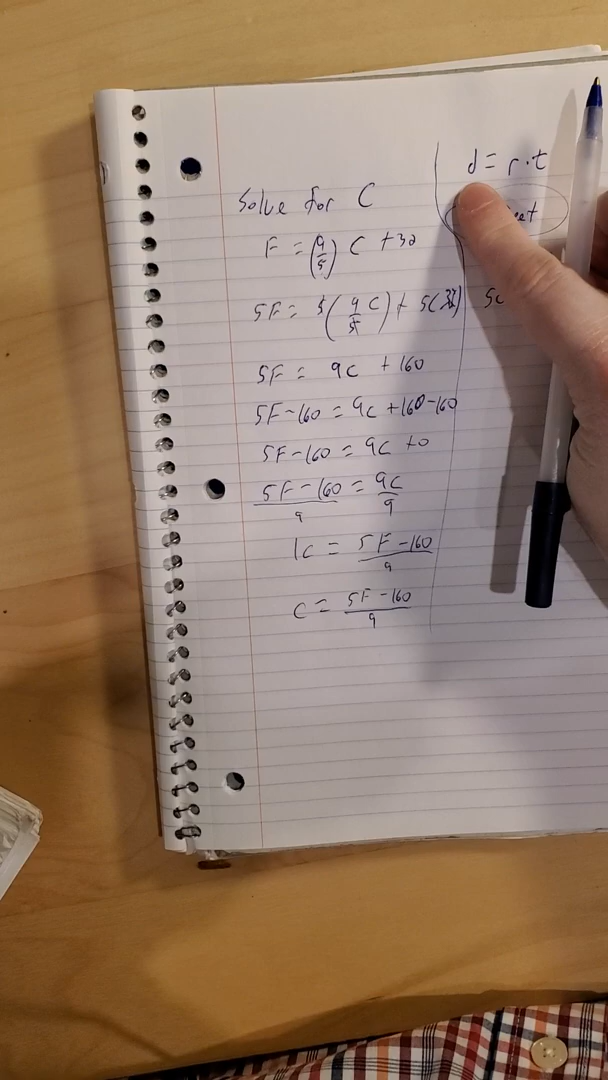 Solve for C
F = (9/5) C + 32
5F = 5(9/5 C) + 5(32)
5F = 9C + 160
5F-160 = 9C +160-160
5F-160 = 9C +0
5F-160/9 = 9C/9
1C = 5F-160/9
C = 5F-160/9
d = r.t